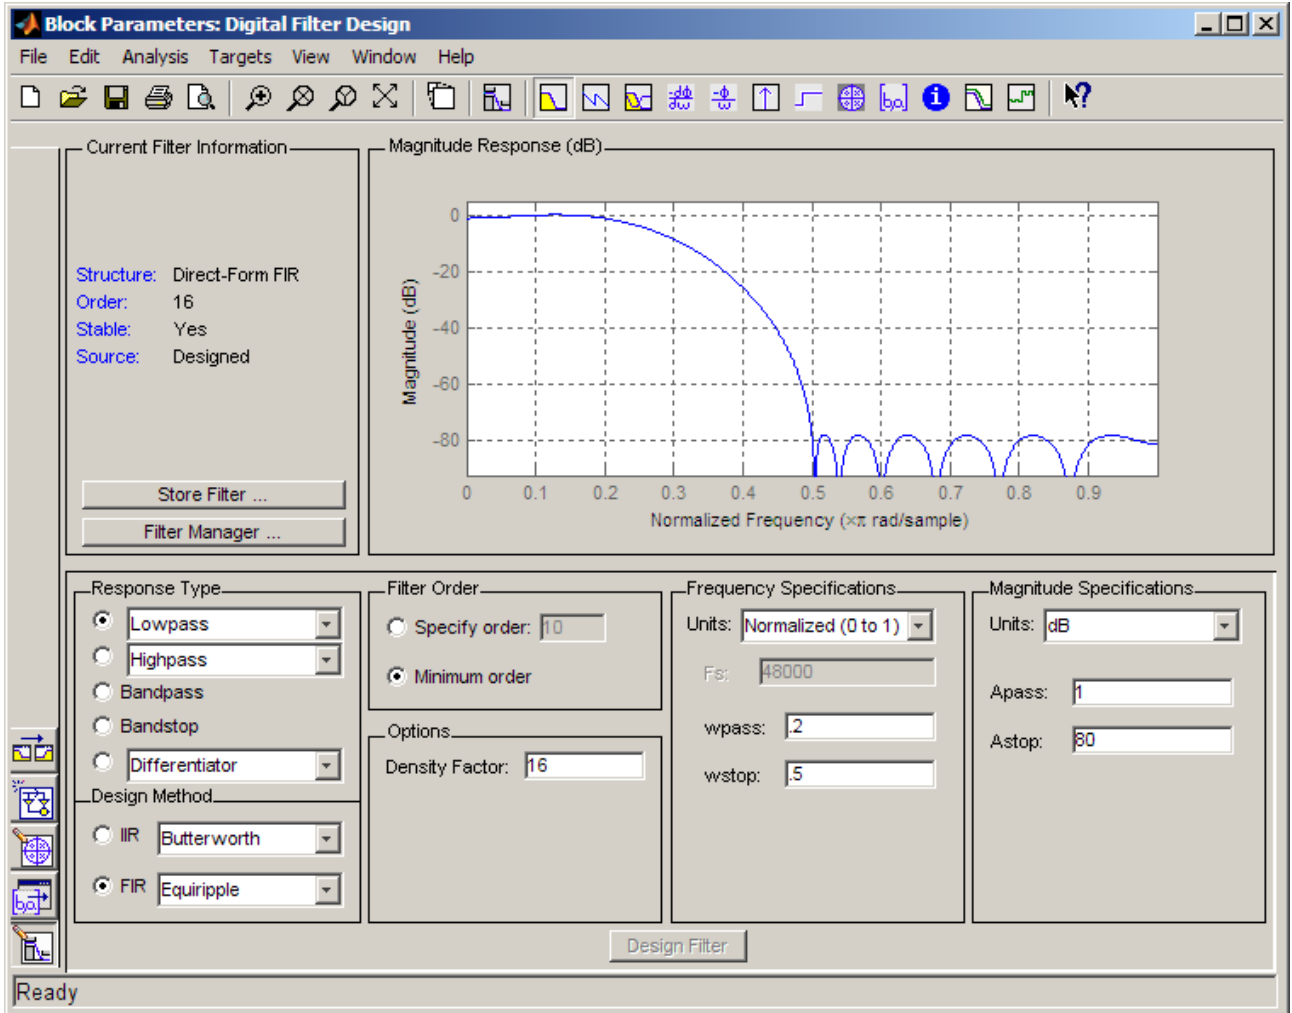 Block Parameters: Digital Filter Design
File Edit Analysis Targets View Window Help
Current Filter Information
Structure: Direct-Form FIR
Order: 16
Stable: Yes
Source: Designed
Store Filter ...
Filter Manager ...
Magnitude Response (dB)
0
-20
-40
-60
-80
Magnitude (dB)
0 0.1 0.2 0.3 0.4 0.5 0.6 0.7 0.8 0.9
Normalized Frequency (×π rad/sample)
Response Type
Lowpass
Highpass
Bandpass
Bandstop
Differentiator
Design Method
IIR Butterworth
FIR Equiripple
Filter Order
Specify order: 10
Minimum order
Options
Density Factor: 16
Frequency Specifications
Units: Normalized (0 to 1)
Fs: 48000
wpass: .2
wstop: .5
Magnitude Specifications
Units: dB
Apass: 1
Astop: 80
Design Filter
Ready